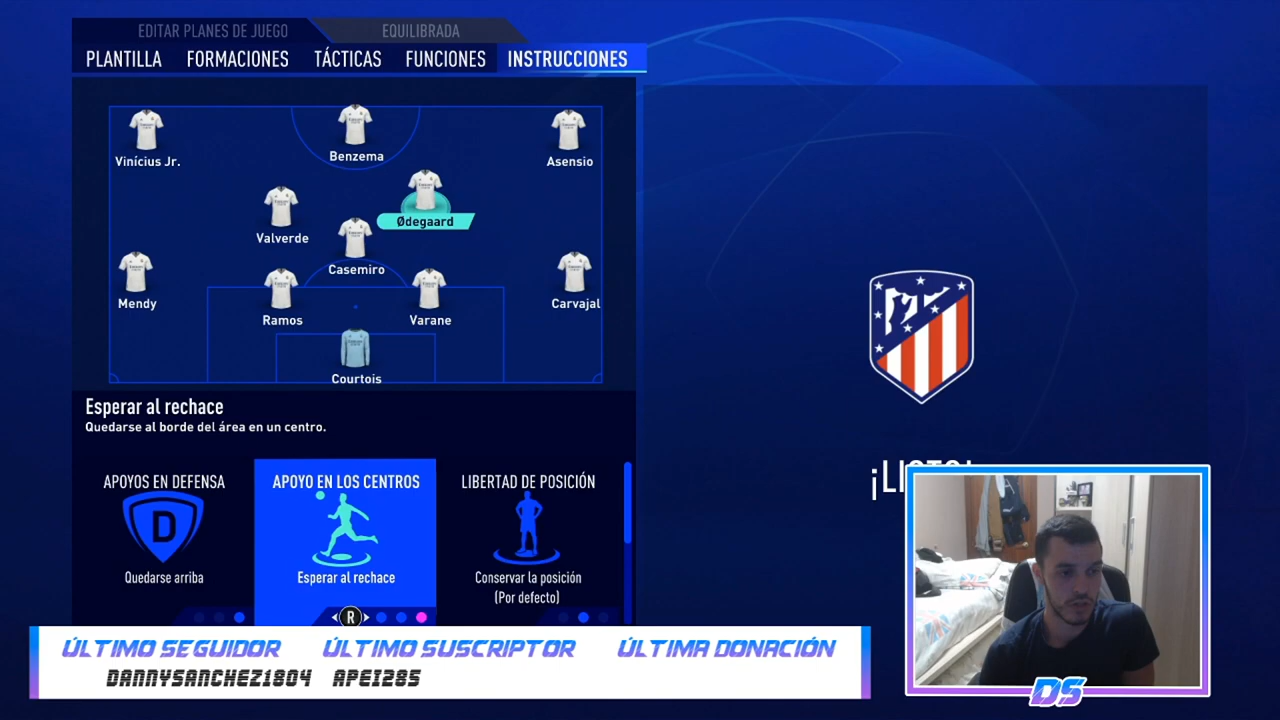 EDITAR PLANES DE JUEGO
EQUILIBRADA
PLANTILLA
FORMACIONES
TÁCTICAS
FUNCIONES
INSTRUCCIONES
Vinícius Jr.
Benzema
Asensio
Ødegaard
Valverde
Casemiro
Mendy
Carvajal
Ramos
Varane
Courtois
Esperar al rechace
Quedarse al borde del área en un centro.
APOYOS EN DEFENSA
D
Quedarse arriba
APOYO EN LOS CENTROS
Esperar al rechace
R
LIBERTAD DE POSICIÓN
Conservar la posición
(Por defecto)
ÚLTIMO SEGUIDOR
ÚLTIMO SUSCRIPTOR
ÚLTIMA DONACIÓN
DANNYSANCHEZ1804
APEI285
DS